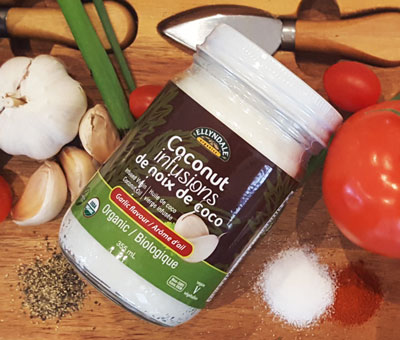 ELLYNDALE
Coconut
infusions
de noix de coco
Garlic flavour / Arôme d'ail
Organic / Biologique
355 mL